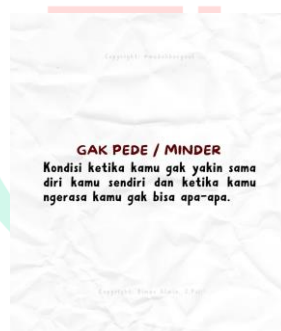 GAK PEDE / MINDER
Kondisi ketika kamu gak yakin sama
diri kamu sendiri dan ketika kamu
ngerasa kamu gak bisa apa-apa.